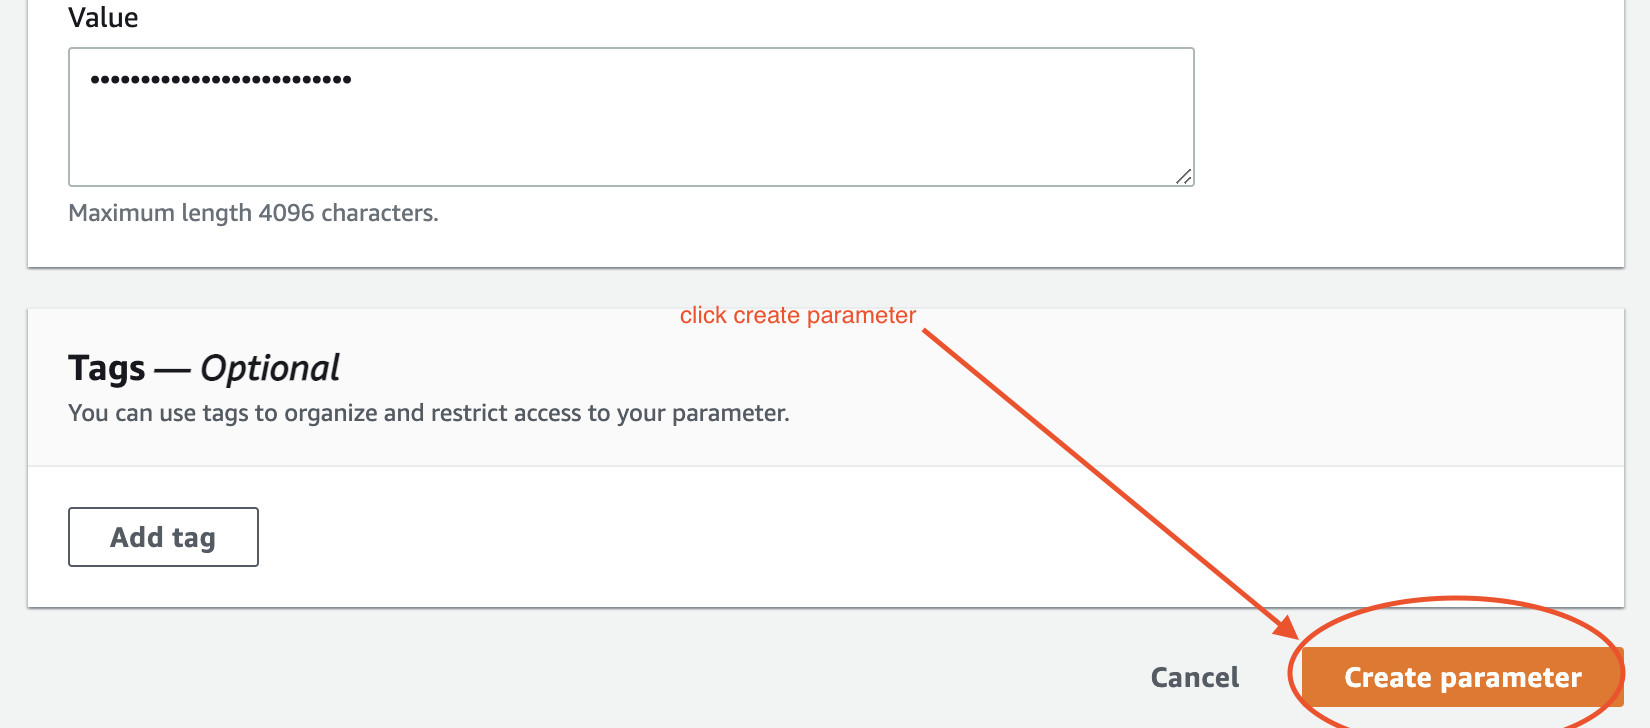 Value
••••••••••••••••••••••••••
Maximum length 4096 characters.
click create parameter
Tags — Optional
You can use tags to organize and restrict access to your parameter.
Add tag
Cancel
Create parameter